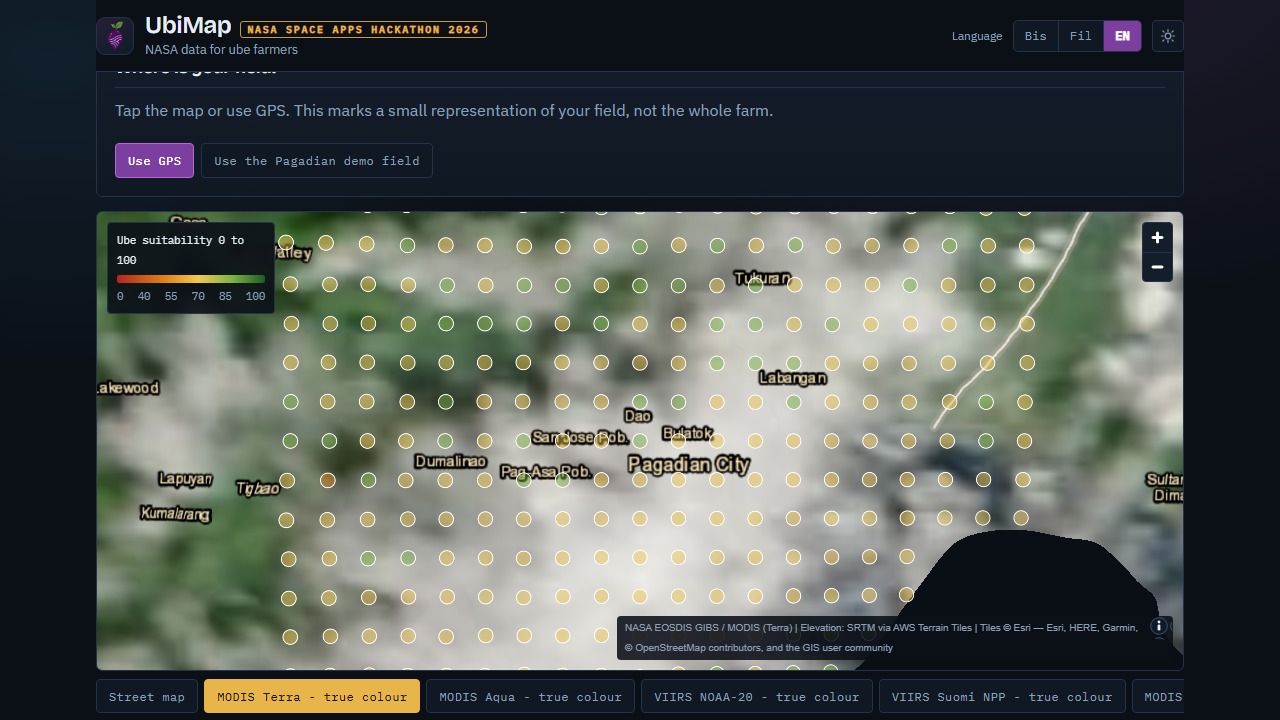 UbiMap NASA SPACE APPS HACKATHON 2026
NASA data for ube farmers
Language Bis Fil EN
Tap the map or use GPS. This marks a small representation of your field, not the whole farm.
Use GPS Use the Pagadian demo field
Ube suitability 0 to
100
0 40 55 70 85 100
+
−
Tukuran
akewood
Labangan
Dao
San Jose Rob.
Bulatok
Dumalinao
Pag-Asa Rob.
Pagadian City
Lapuyan
Tigbao
Kumalarang
NASA EOSDIS GIBS / MODIS (Terra) | Elevation: SRTM via AWS Terrain Tiles | Tiles © Esri — Esri, HERE, Garmin,
© OpenStreetMap contributors, and the GIS user community
Street map MODIS Terra - true colour MODIS Aqua - true colour VIIRS NOAA-20 - true colour VIIRS Suomi NPP - true colour MODIS